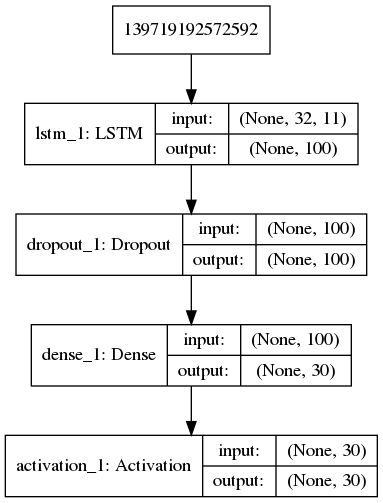 139719192572592
lstm_1: LSTM
input: (None, 32, 11)
output: (None, 100)
dropout_1: Dropout
input: (None, 100)
output: (None, 100)
dense_1: Dense
input: (None, 100)
output: (None, 30)
activation_1: Activation
input: (None, 30)
output: (None, 30)